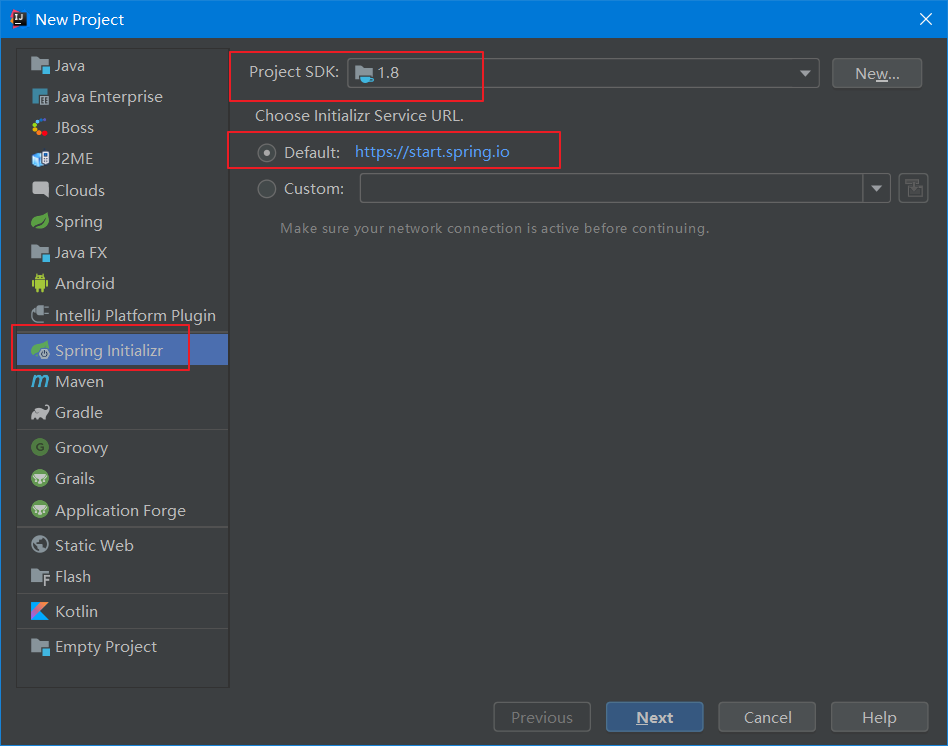 New Project
Java
Java Enterprise
JBoss
J2ME
Clouds
Spring
Java FX
Android
IntelliJ Platform Plugin
Spring Initializr
Maven
Gradle
Groovy
Grails
Application Forge
Static Web
Flash
Kotlin
Empty Project
Project SDK: 1.8 New...
Choose Initializr Service URL.
Default: https://start.spring.io
Custom:
Make sure your network connection is active before continuing.
Previous Next Cancel Help